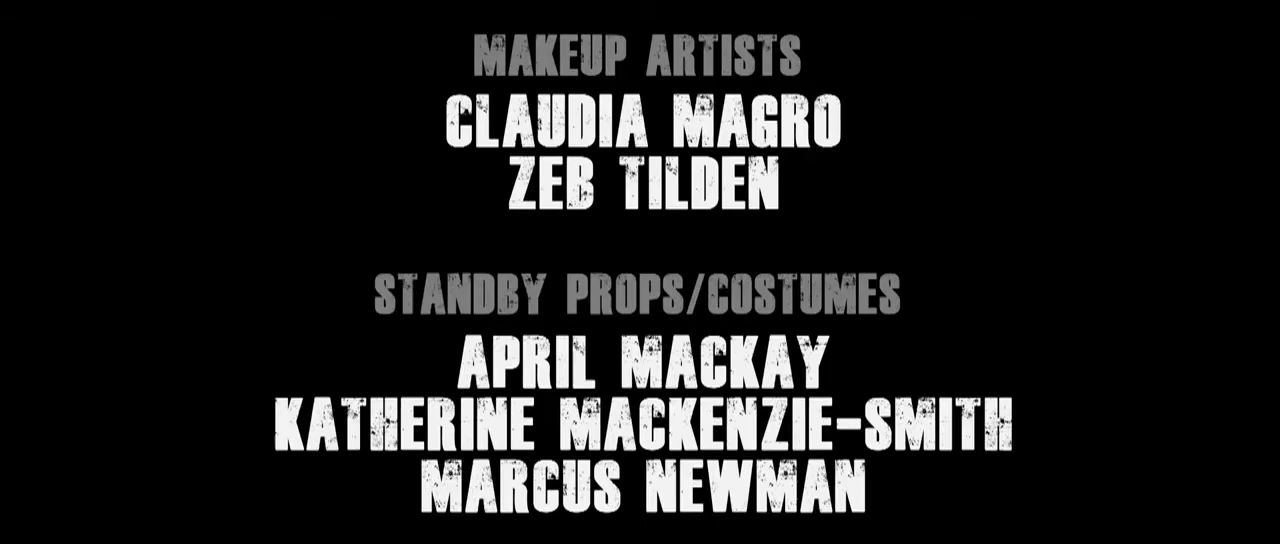 MAKEUP ARTISTS
CLAUDIA MAGRO
ZEB TILDEN
STANDBY PROPS/COSTUMES
APRIL MACKAY
KATHERINE MACKENZIE-SMITH
MARCUS NEWMAN